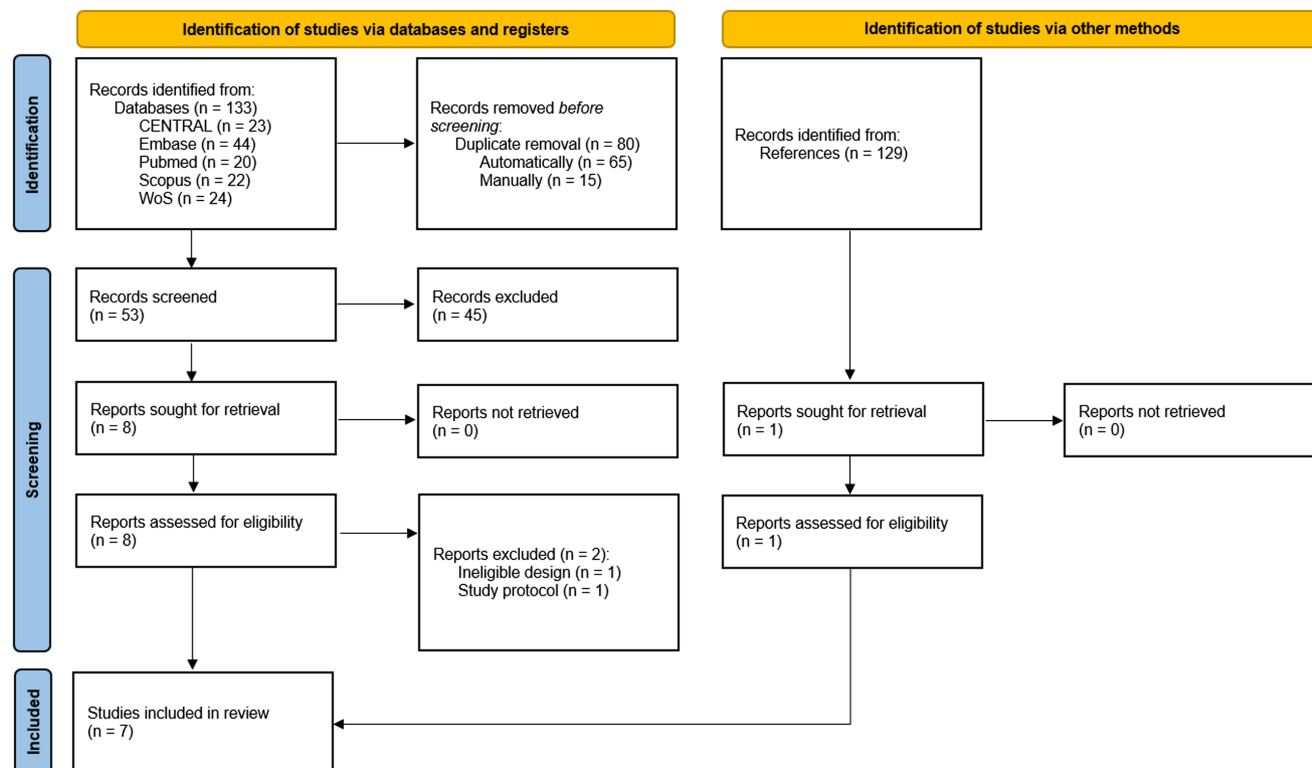 Identification of studies via databases and registers
Identification of studies via other methods
Identification
Records identified from:
Databases (n = 133)
CENTRAL (n = 23)
Embase (n = 44)
Pubmed (n = 20)
Scopus (n = 22)
WoS (n = 24)
Records removed before
screening:
Duplicate removal (n = 80)
Automatically (n = 65)
Manually (n = 15)
Records identified from:
References (n = 129)
Screening
Records screened
(n = 53)
Records excluded
(n = 45)
Reports sought for retrieval
(n = 8)
Reports not retrieved
(n = 0)
Reports sought for retrieval
(n = 1)
Reports not retrieved
(n = 0)
Reports assessed for eligibility
(n = 8)
Reports excluded (n = 2):
Ineligible design (n = 1)
Study protocol (n = 1)
Reports assessed for eligibility
(n = 1)
Included
Studies included in review
(n = 7)